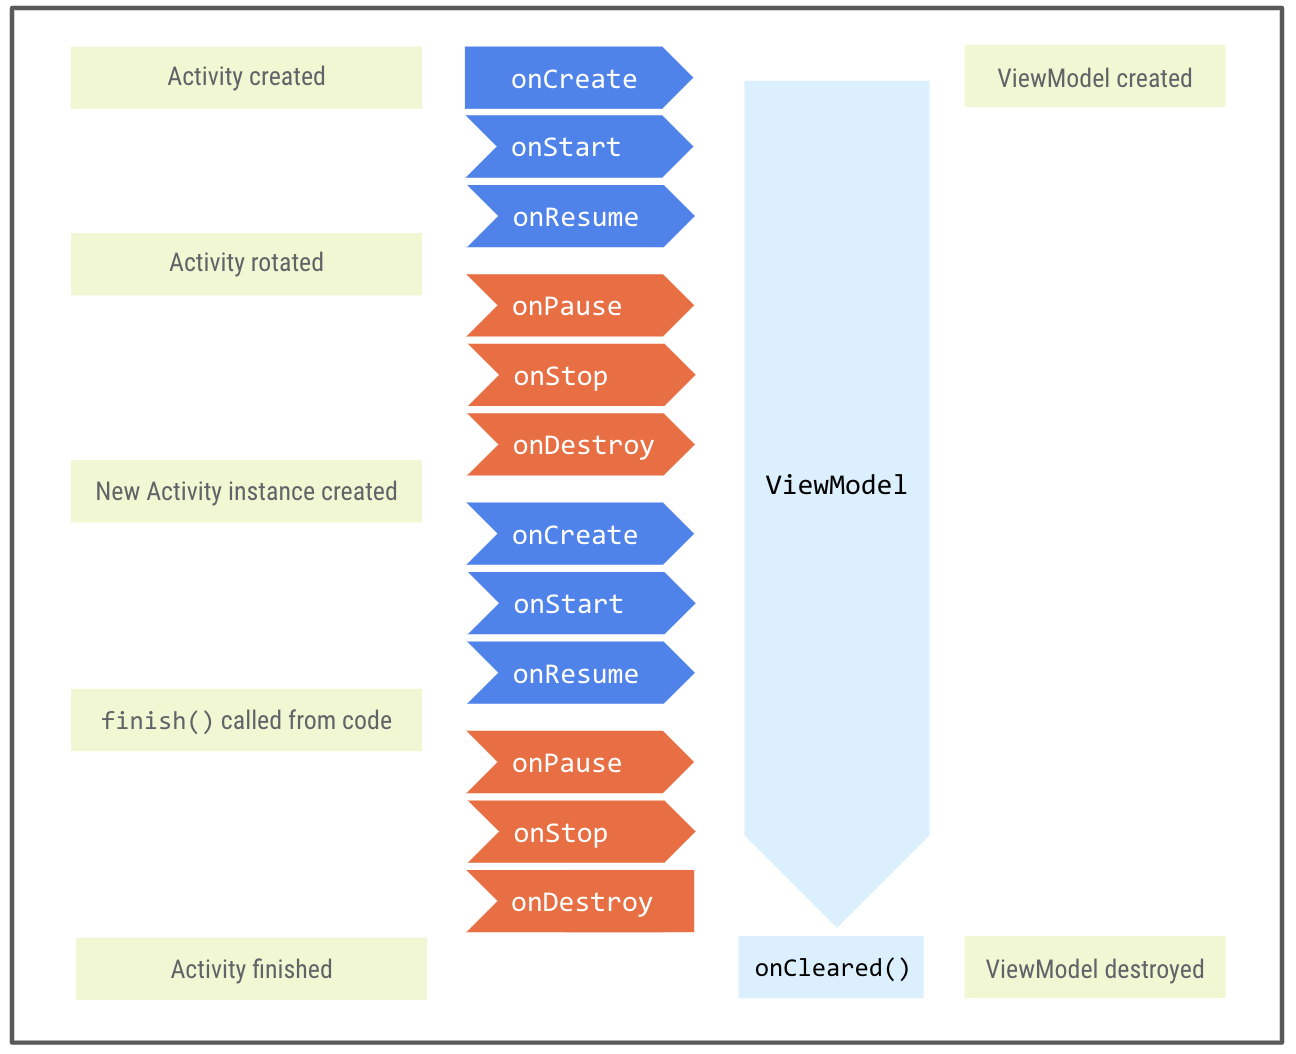 Activity created
onCreate
ViewModel created
onStart
onResume
Activity rotated
onPause
onStop
onDestroy
ViewModel
New Activity instance created
onCreate
onStart
onResume
finish() called from code
onPause
onStop
onDestroy
Activity finished
onCleared()
ViewModel destroyed